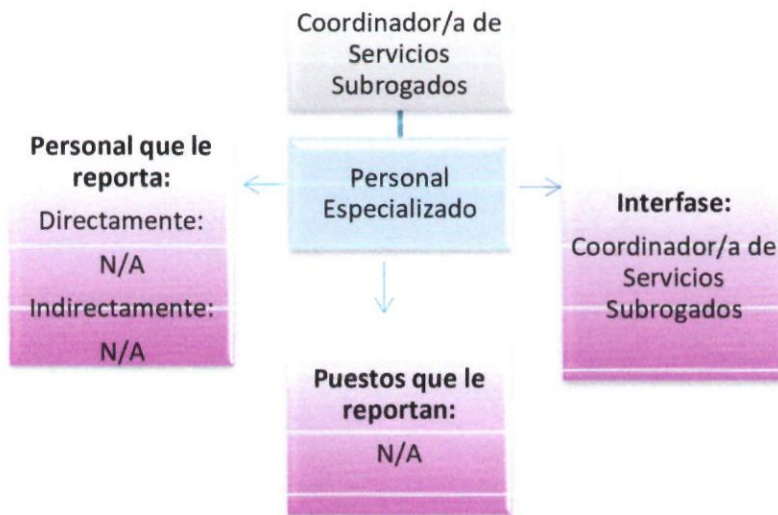 Coordinador/a de
Servicios
Subrogados
Personal que le
reporta:
Directamente:
N/A
Indirectamente:
N/A
Personal
Especializado
Interfase:
Coordinador/a de
Servicios
Subrogados
Puestos que le
reportan:
N/A